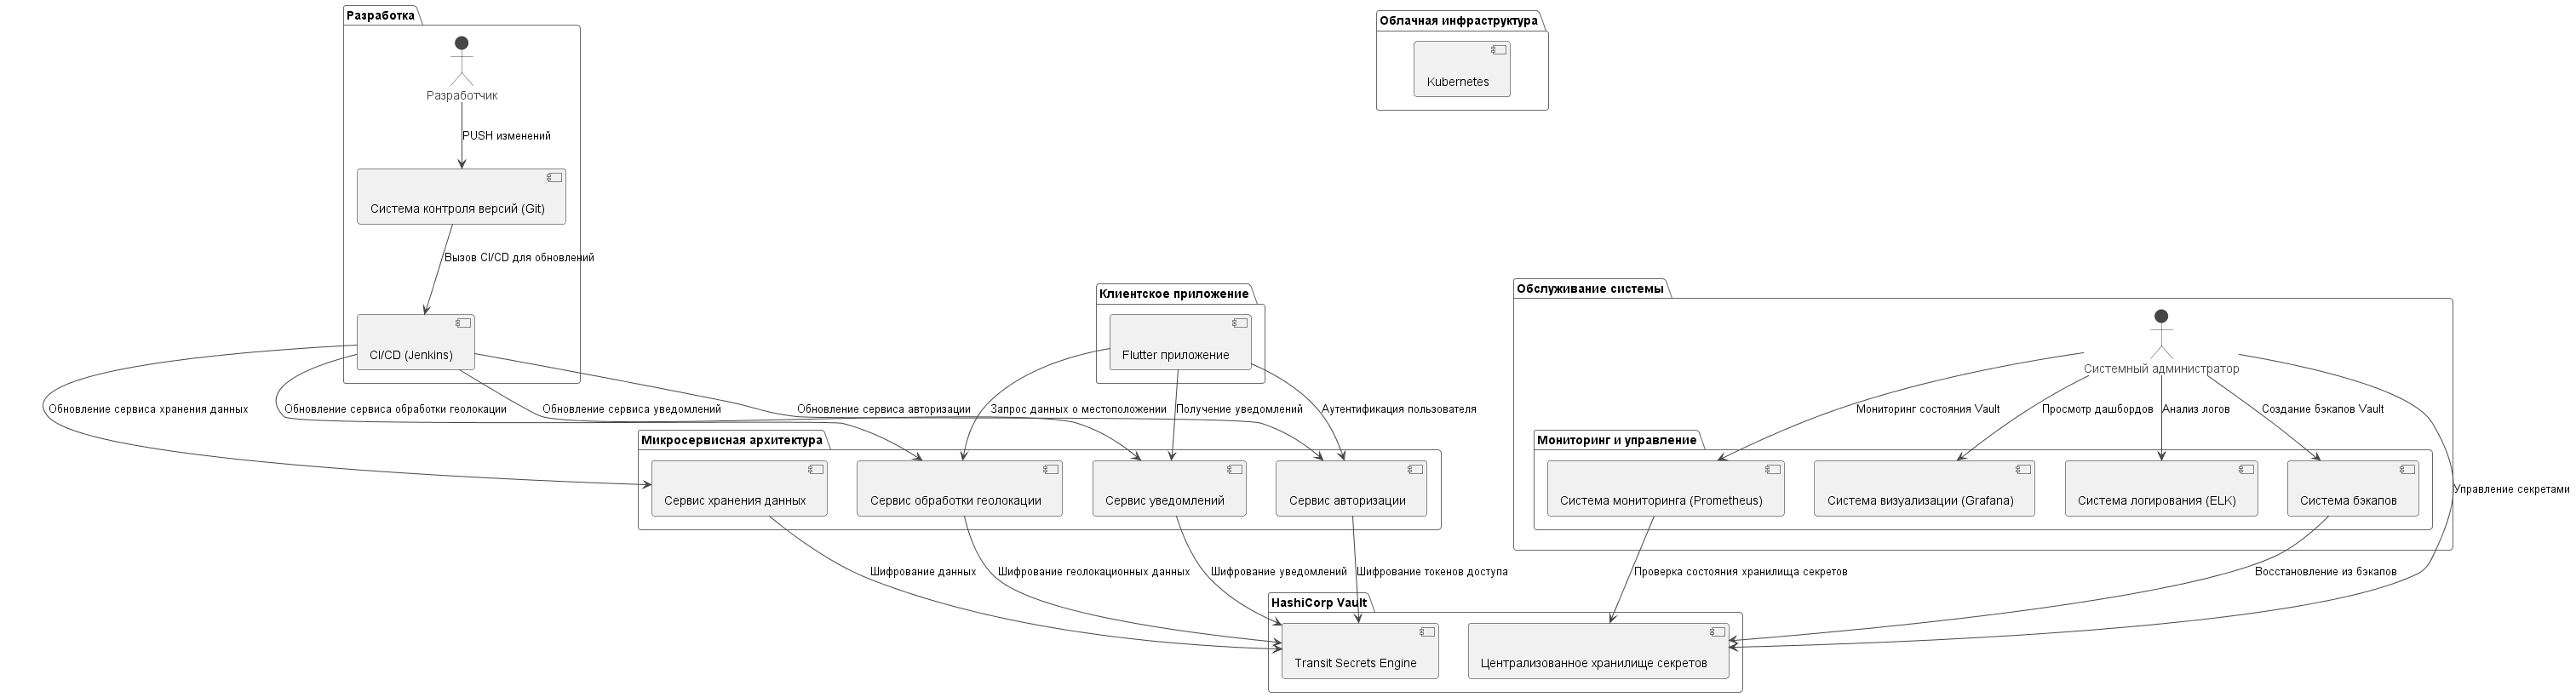 Разработка
Облачная инфраструктура
Kubernetes
Разработчик
PUSH изменений
Система контроля версий (Git)
Вызов CI/CD для обновлений
CI/CD (Jenkins)
Клиентское приложение
Flutter приложение
Обслуживание системы
Системный администратор
Обновление сервиса хранения данных
Обновление сервиса обработки геолокации
Обновление сервиса уведомлений
Обновление сервиса авторизации
Запрос данных о местоположении
Получение уведомлений
Аутентификация пользователя
Мониторинг состояния Vault
Просмотр дашбордов
Анализ логов
Создание бэкапов Vault
Микросервисная архитектура
Сервис хранения данных
Сервис обработки геолокации
Сервис уведомлений
Сервис авторизации
Мониторинг и управление
Система мониторинга (Prometheus)
Система визуализации (Grafana)
Система логирования (ELK)
Система бэкапов
Управление секретами
Шифрование данных
Шифрование геолокационных данных
Шифрование уведомлений
Шифрование токенов доступа
Проверка состояния хранилища секретов
Восстановление из бэкапов
HashiCorp Vault
Transit Secrets Engine
Централизованное хранилище секретов